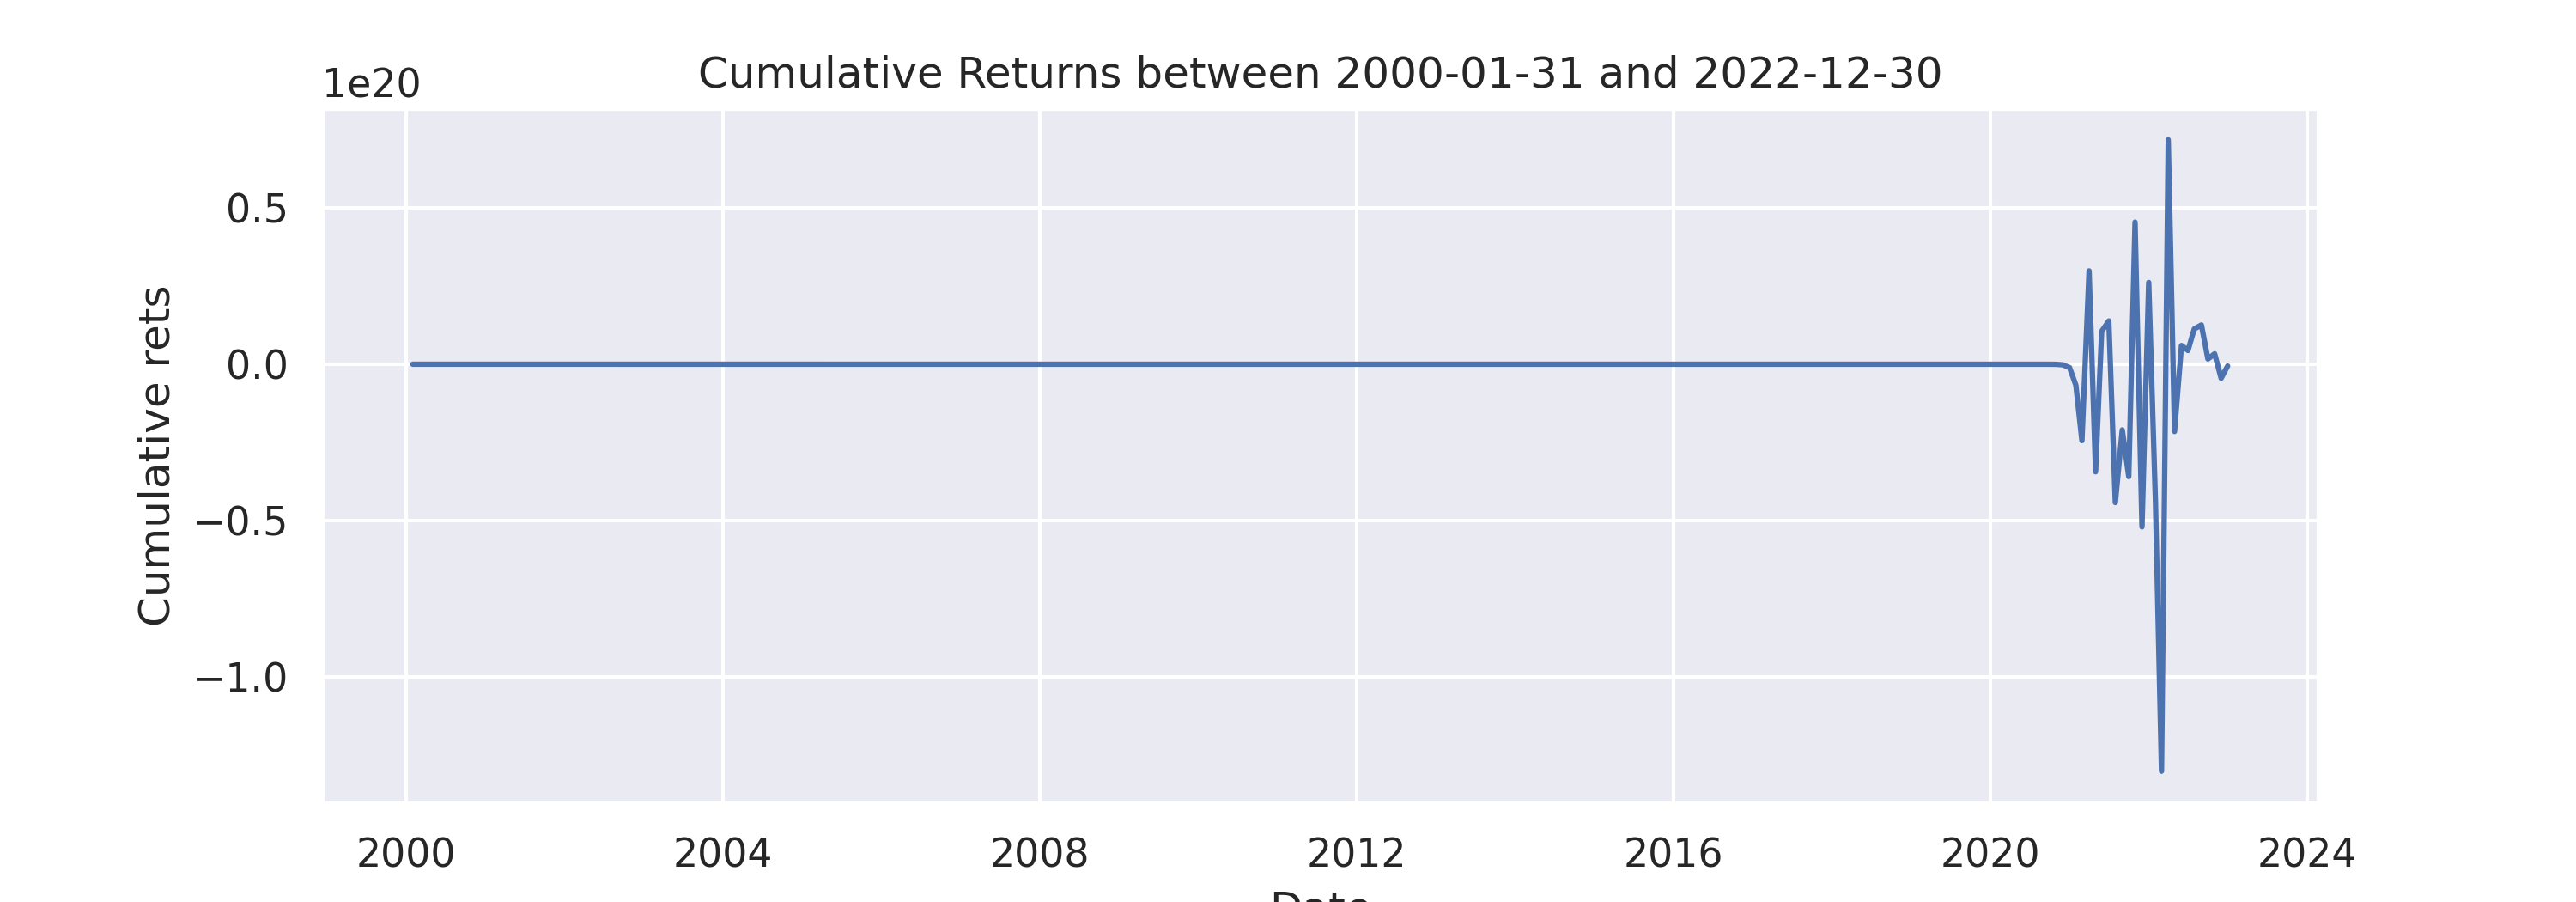 Cumulative Returns between 2000-01-31 and 2022-12-30
1e20
0.5
0.0
−0.5
−1.0
Cumulative rets
2000 2004 2008 2012 2016 2020 2024
Date